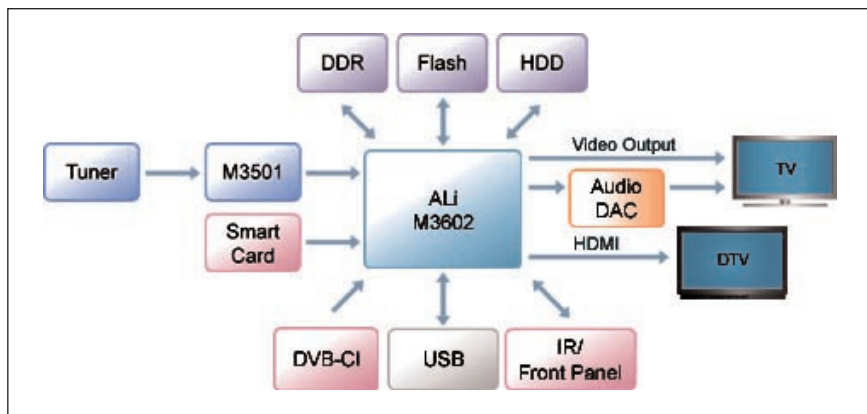 DDR
Flash
HDD
Tuner
M3501
ALi
M3602
Video Output
TV
Audio
DAC
Smart
Card
HDMI
DTV
DVB-CI
USB
IR/
Front Panel